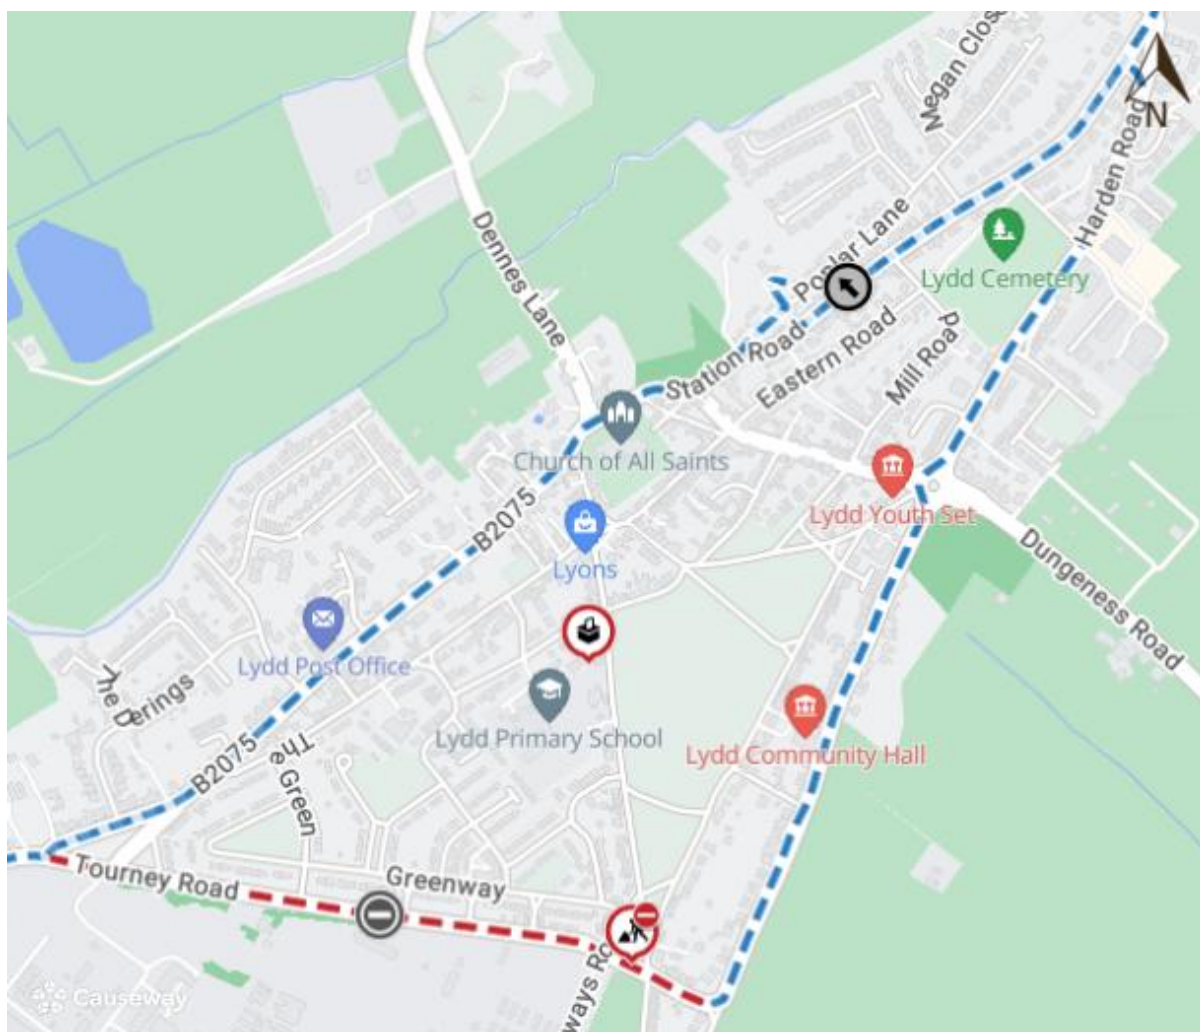 Megan Close
N
Harden Road
Dennes Lane
Poplar Lane
Lydd Cemetery
Station Road
Eastern Road
Mill Road
Church of All Saints
B2075
Lydd Youth Set
Dungeness Road
Lyons
Lydd Post Office
The Derings
Lydd Primary School
Lydd Community Hall
B2075
The Green
Tourney Road
Greenway
ways Ro
Causeway